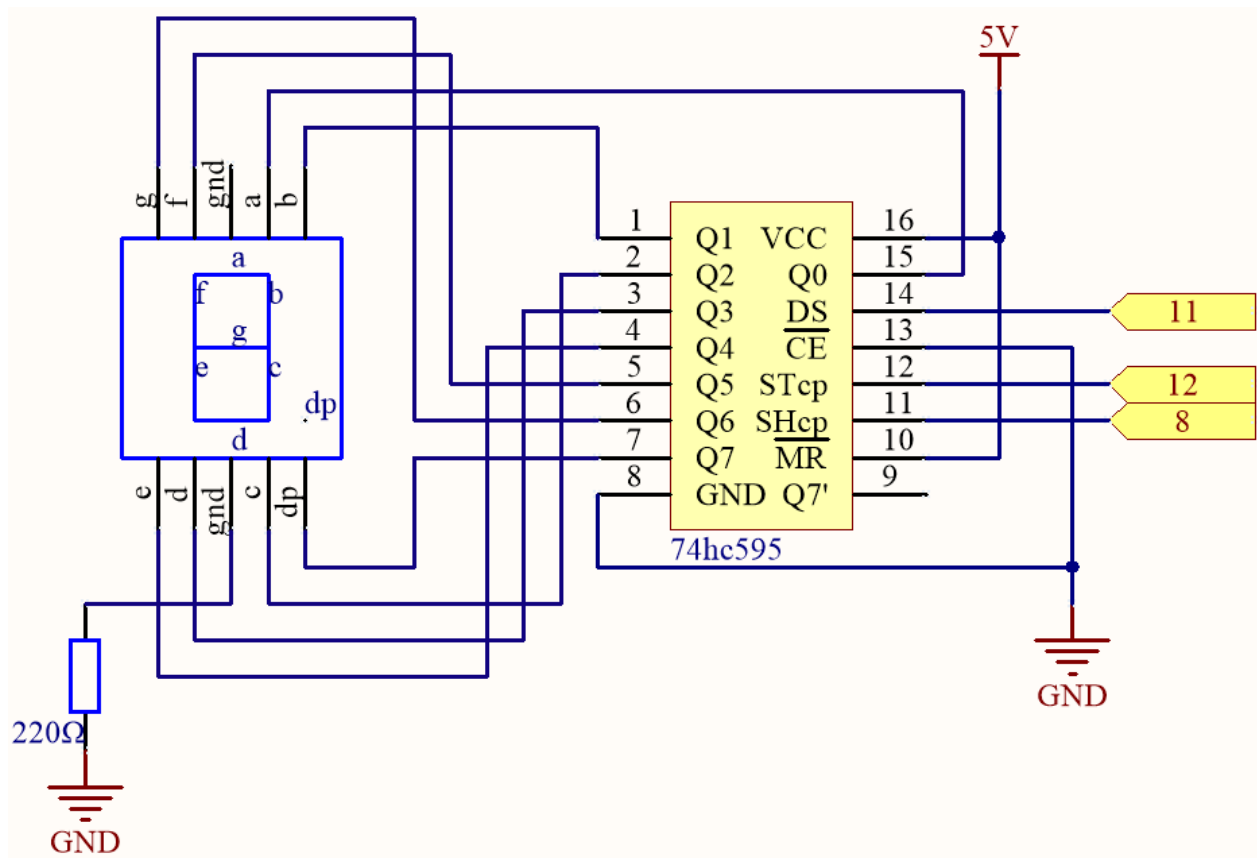 5V
g
f
gnd
a
b
a
f
b
g
e
c
dp
d
e
d
gnd
c
dp
220Ω
GND
1
2
3
4
5
6
7
8
Q1 VCC
Q2 Q0
Q3 DS
Q4 CE
Q5 STcp
Q6 SHcp
Q7 MR
GND Q7'
16
15
14
13
12
11
10
9
74hc595
11
12
8
GND